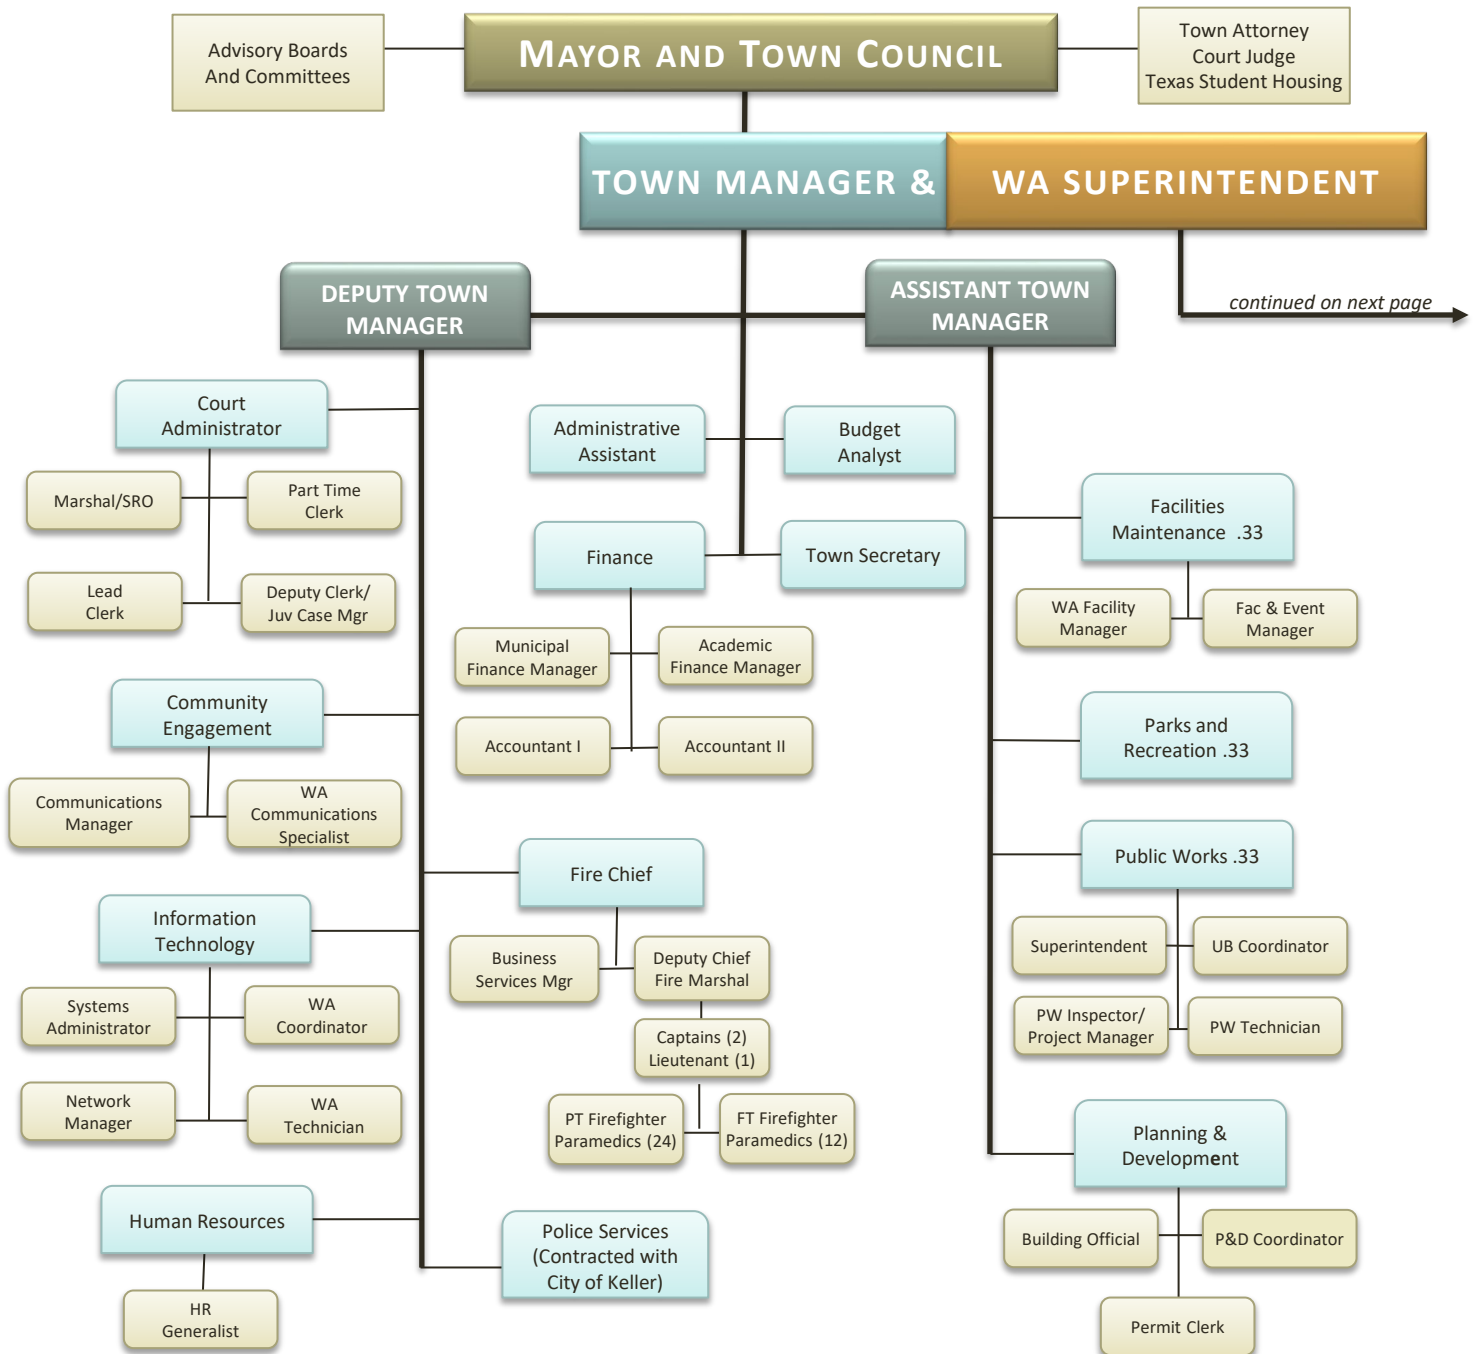 Advisory Boards
And Committees
MAYOR AND TOWN COUNCIL
Town Attorney
Court Judge
Texas Student Housing
TOWN MANAGER &
WA SUPERINTENDENT
DEPUTY TOWN
MANAGER
ASSISTANT TOWN
MANAGER
continued on next page
Court
Administrator
Marshal/SRO
Part Time
Clerk
Lead
Clerk
Deputy Clerk/
Juv Case Mgr
Community
Engagement
Communications
Manager
WA
Communications
Specialist
Information
Technology
Systems
Administrator
WA
Coordinator
Network
Manager
WA
Technician
Human Resources
HR
Generalist
Administrative
Assistant
Budget
Analyst
Finance
Town Secretary
Municipal
Finance Manager
Academic
Finance Manager
Accountant I
Accountant II
Fire Chief
Business
Services Mgr
Deputy Chief
Fire Marshal
Captains (2)
Lieutenant (1)
PT Firefighter
Paramedics (24)
FT Firefighter
Paramedics (12)
Police Services
(Contracted with
City of Keller)
Facilities
Maintenance .33
WA Facility
Manager
Fac & Event
Manager
Parks and
Recreation .33
Public Works .33
Superintendent
UB Coordinator
PW Inspector/
Project Manager
PW Technician
Planning &
Development
Building Official
P&D Coordinator
Permit Clerk